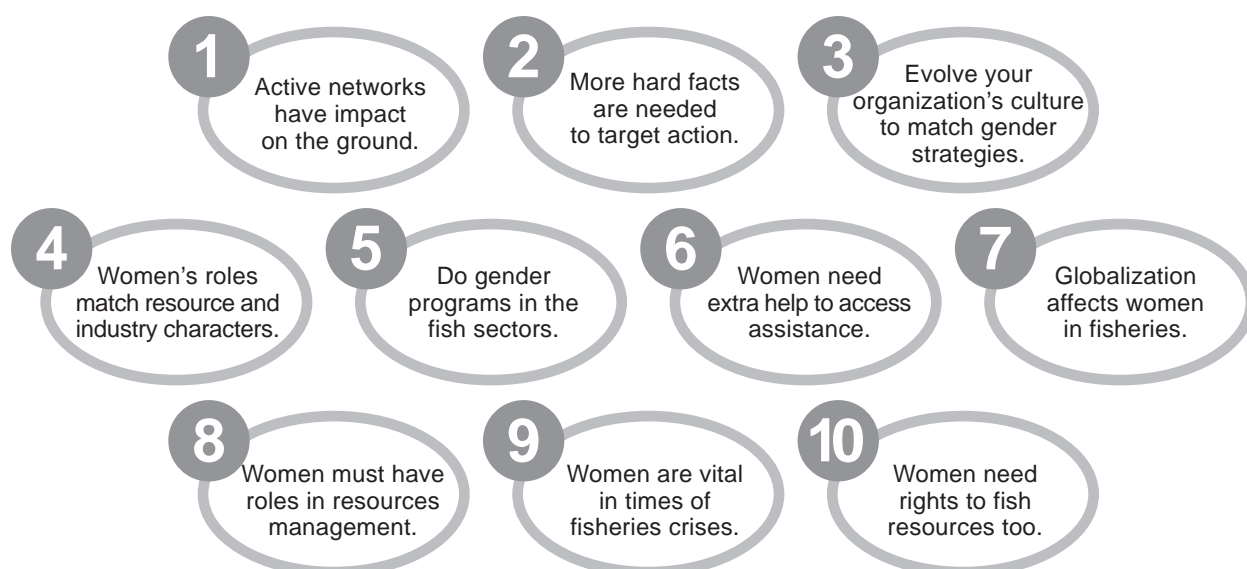 1
Active networks
have impact
on the ground.
2
More hard facts
are needed
to target action.
3
Evolve your
organization's culture
to match gender
strategies.
4
Women's roles
match resource and
industry characters.
5
Do gender
programs in the
fish sectors.
6
Women need
extra help to access
assistance.
7
Globalization
affects women
in fisheries.
8
Women must have
roles in resources
management.
9
Women are vital
in times of
fisheries crises.
10
Women need
rights to fish
resources too.